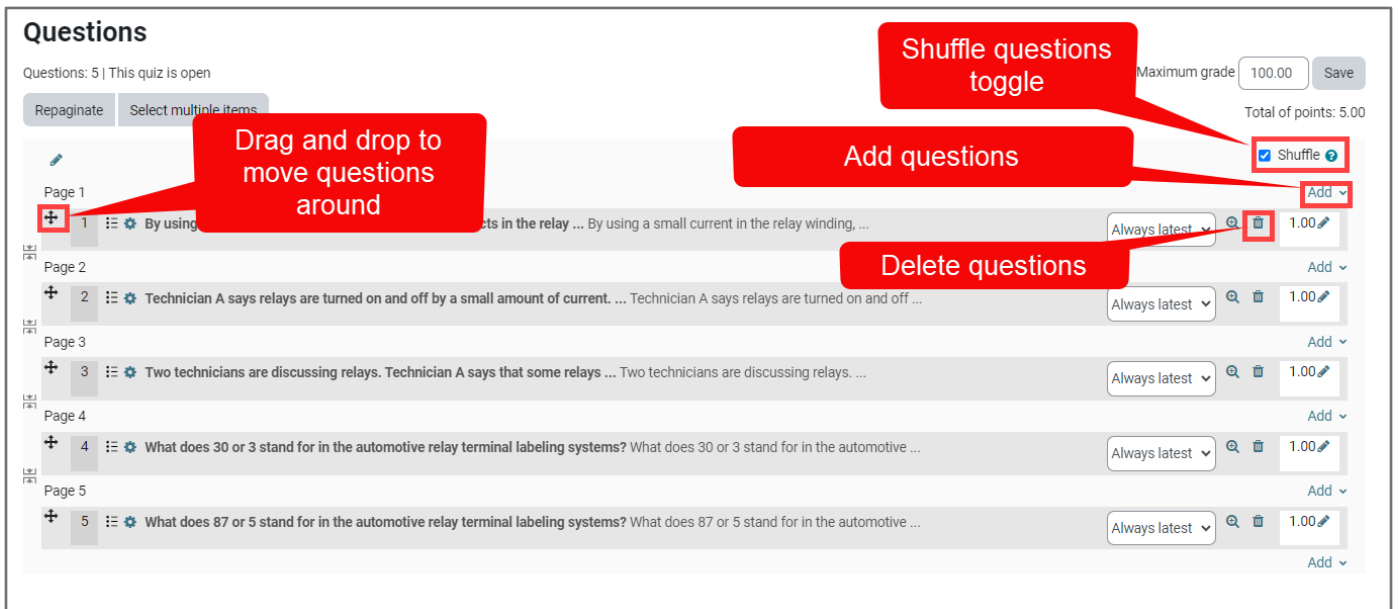 Questions
Shuffle questions
toggle
Questions: 5 | This quiz is open
Maximum grade 100.00 Save
Repaginate Select multiple items
Total of points: 5.00
Drag and drop to
move questions
around
Add questions
Shuffle
Page 1
Add
1 By using cts in the relay ... By using a small current in the relay winding, ... Always latest 1.00
Delete questions
Page 2 Add
2 Technician A says relays are turned on and off by a small amount of current. ... Technician A says relays are turned on and off ... Always latest 1.00
Page 3 Add
3 Two technicians are discussing relays. Technician A says that some relays ... Two technicians are discussing relays. ... Always latest 1.00
Page 4 Add
4 What does 30 or 3 stand for in the automotive relay terminal labeling systems? What does 30 or 3 stand for in the automotive ... Always latest 1.00
Page 5 Add
5 What does 87 or 5 stand for in the automotive relay terminal labeling systems? What does 87 or 5 stand for in the automotive ... Always latest 1.00
Add